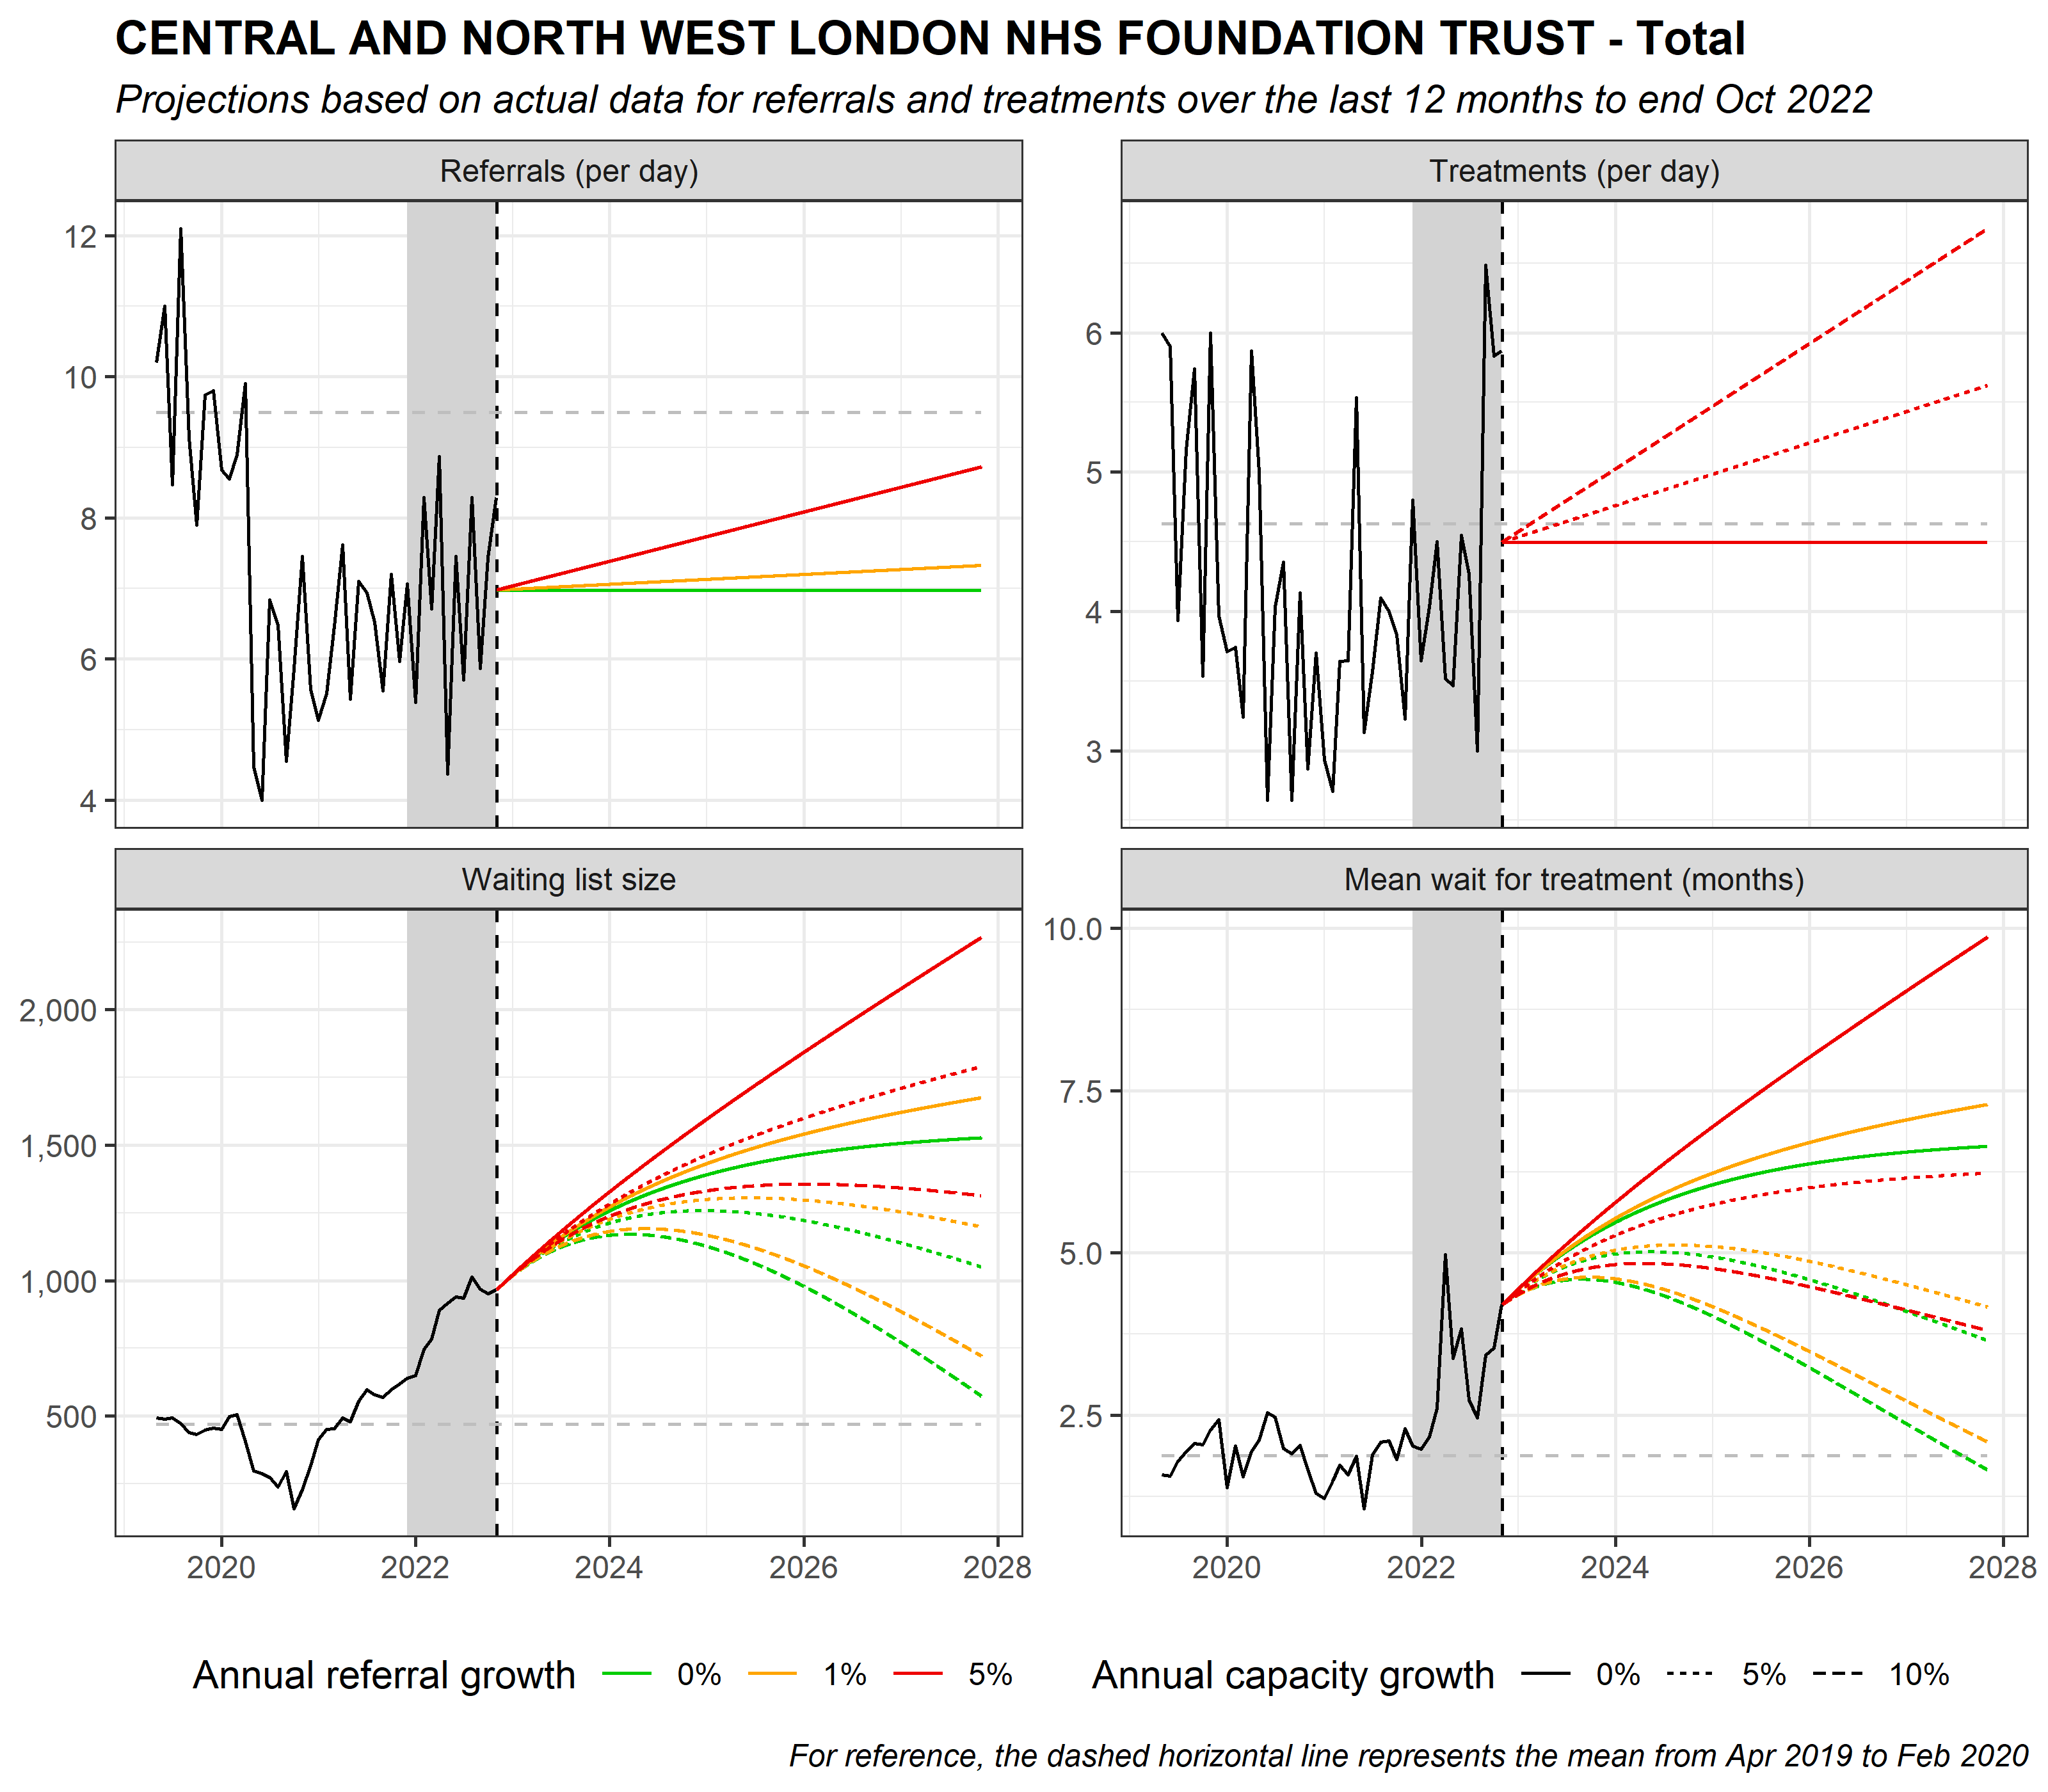 CENTRAL AND NORTH WEST LONDON NHS FOUNDATION TRUST - Total
Projections based on actual data for referrals and treatments over the last 12 months to end Oct 2022
Referrals (per day)
12
10
8
6
4
Treatments (per day)
6
5
4
3
Waiting list size
2,000
1,500
1,000
500
2020 2022 2024 2026 2028
Mean wait for treatment (months)
10.0
7.5
5.0
2.5
2020 2022 2024 2026 2028
Annual referral growth 0% 1% 5%
Annual capacity growth 0% 5% 10%
For reference, the dashed horizontal line represents the mean from Apr 2019 to Feb 2020